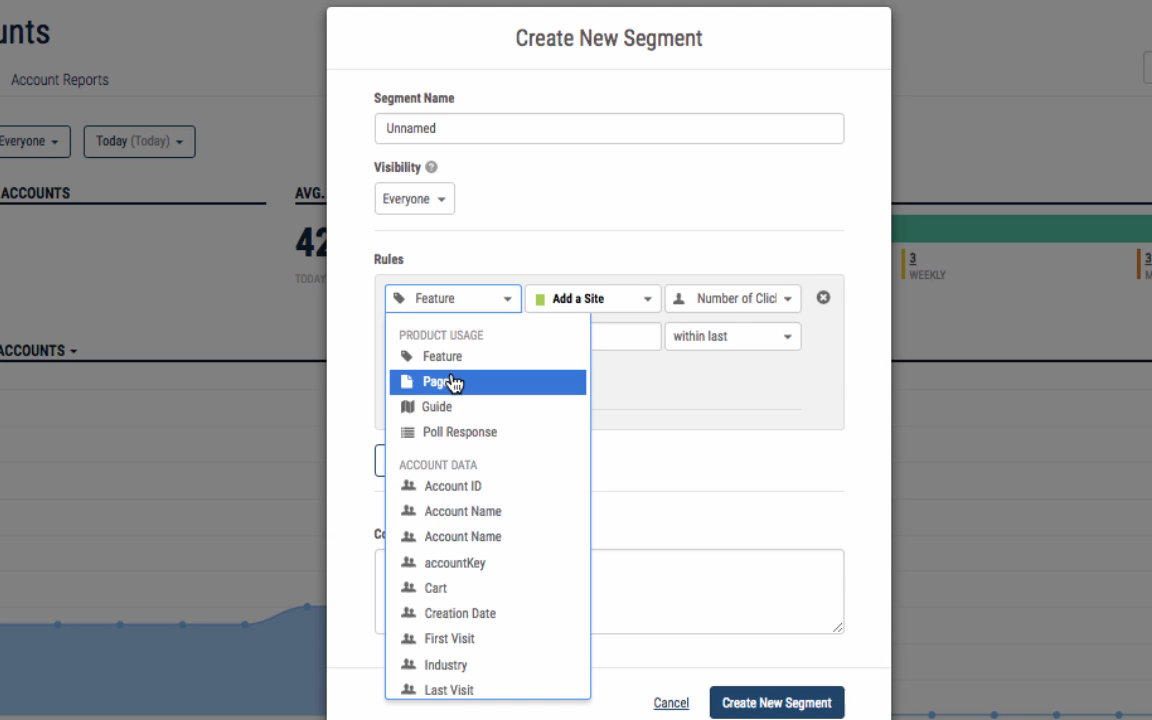 unts
Account Reports
Everyone
Today (Today)
ACCOUNTS
AVG.
42
TODAY
3
WEEKLY
3
M
ACCOUNTS
Create New Segment
Segment Name
Unnamed
Visibility ?
Everyone
Rules
Feature
Add a Site
Number of Clic
within last
PRODUCT USAGE
Feature
Page
Guide
Poll Response
ACCOUNT DATA
Account ID
Account Name
Account Name
accountKey
Cart
Creation Date
First Visit
Industry
Last Visit
Co
Cancel
Create New Segment